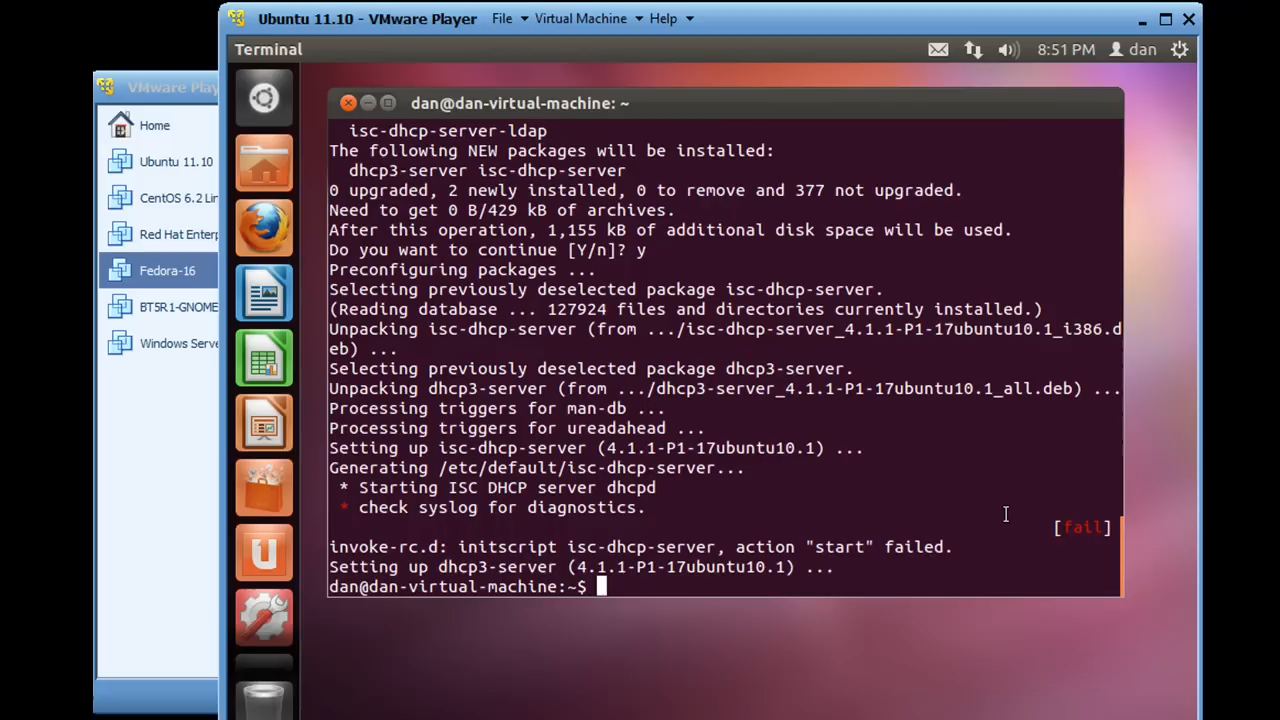 Ubuntu 11.10 - VMware Player File Virtual Machine Help
Terminal 8:51 PM dan
VMware Play
Home
Ubuntu 11.10
CentOS 6.2 Lin
Red Hat Enterp
Fedora-16
BT5R1-GNOME
Windows Serve
dan@dan-virtual-machine: ~
isc-dhcp-server-ldap
The following NEW packages will be installed:
dhcp3-server isc-dhcp-server
0 upgraded, 2 newly installed, 0 to remove and 377 not upgraded.
Need to get 0 B/429 kB of archives.
After this operation, 1,155 kB of additional disk space will be used.
Do you want to continue [Y/n]? y
Preconfiguring packages ...
Selecting previously deselected package isc-dhcp-server.
(Reading database ... 127924 files and directories currently installed.)
Unpacking isc-dhcp-server (from .../isc-dhcp-server_4.1.1-P1-17ubuntu10.1_i386.d
eb) ...
Selecting previously deselected package dhcp3-server.
Unpacking dhcp3-server (from .../dhcp3-server_4.1.1-P1-17ubuntu10.1_all.deb) ...
Processing triggers for man-db ...
Processing triggers for ureadahead ...
Setting up isc-dhcp-server (4.1.1-P1-17ubuntu10.1) ...
Generating /etc/default/isc-dhcp-server...
* Starting ISC DHCP server dhcpd
* check syslog for diagnostics.
[fail]
invoke-rc.d: initscript isc-dhcp-server, action "start" failed.
Setting up dhcp3-server (4.1.1-P1-17ubuntu10.1) ...
dan@dan-virtual-machine:~$